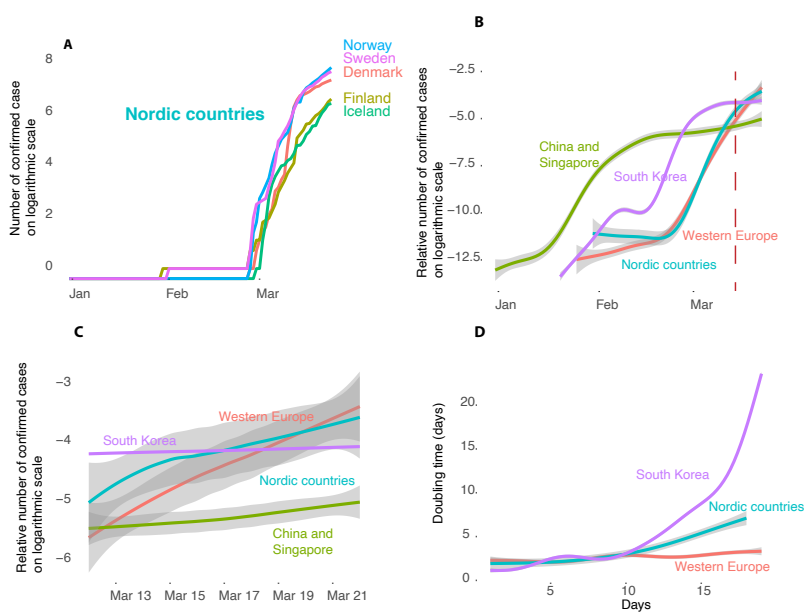 A
Number of confirmed case
on logarithmic scale
8
6
4
2
0
Jan
Feb
Mar
Nordic countries
Norway
Sweden
Denmark
Finland
Iceland
B
Relative number of confirmed cases
on logarithmic scale
−2.5
−5.0
−7.5
−10.0
−12.5
Jan
Feb
Mar
China and
Singapore
South Korea
Western Europe
Nordic countries
C
Relative number of confirmed cases
on logarithmic scale
−3
−4
−5
−6
Mar 13
Mar 15
Mar 17
Mar 19
Mar 21
Western Europe
South Korea
Nordic countries
China and
Singapore
D
Doubling time (days)
20.
15.
10.
5.
0.
5
10
15
Days
South Korea
Nordic countries
Western Europe